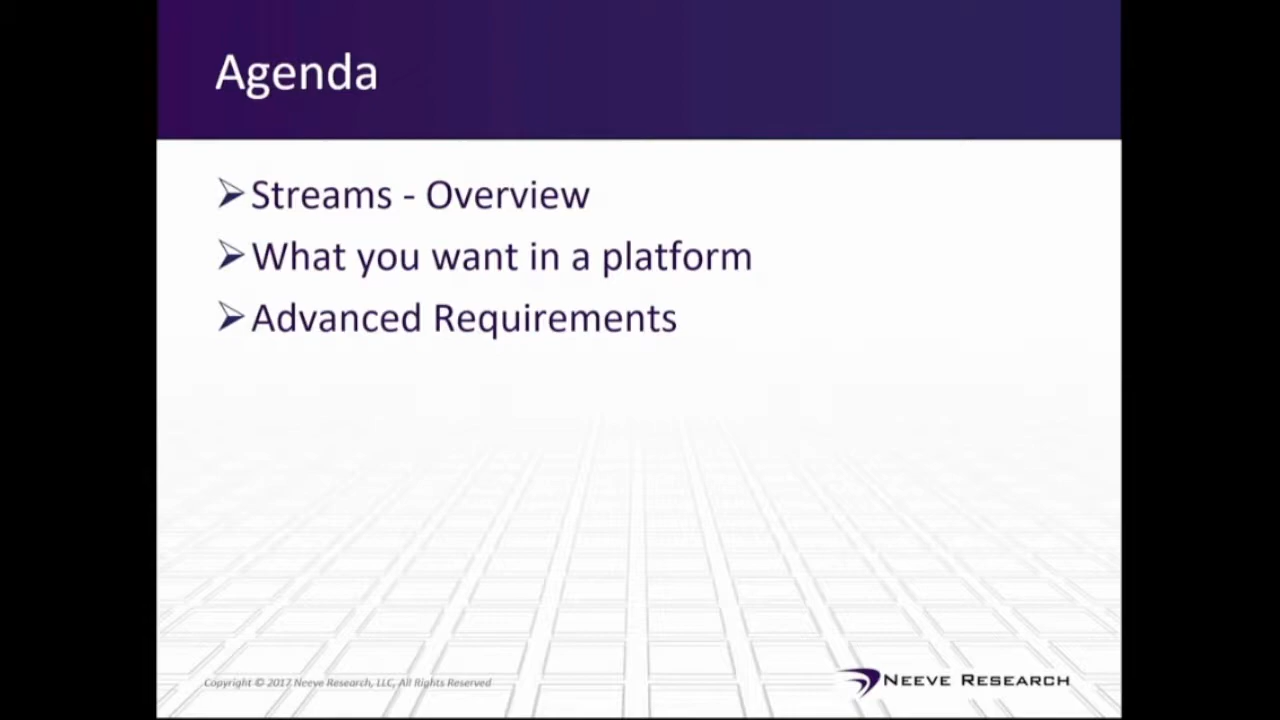 Agenda
Streams - Overview
What you want in a platform
Advanced Requirements
Copyright © 2017 Neeve Research, LLC, All Rights Reserved
NEEVE RESEARCH